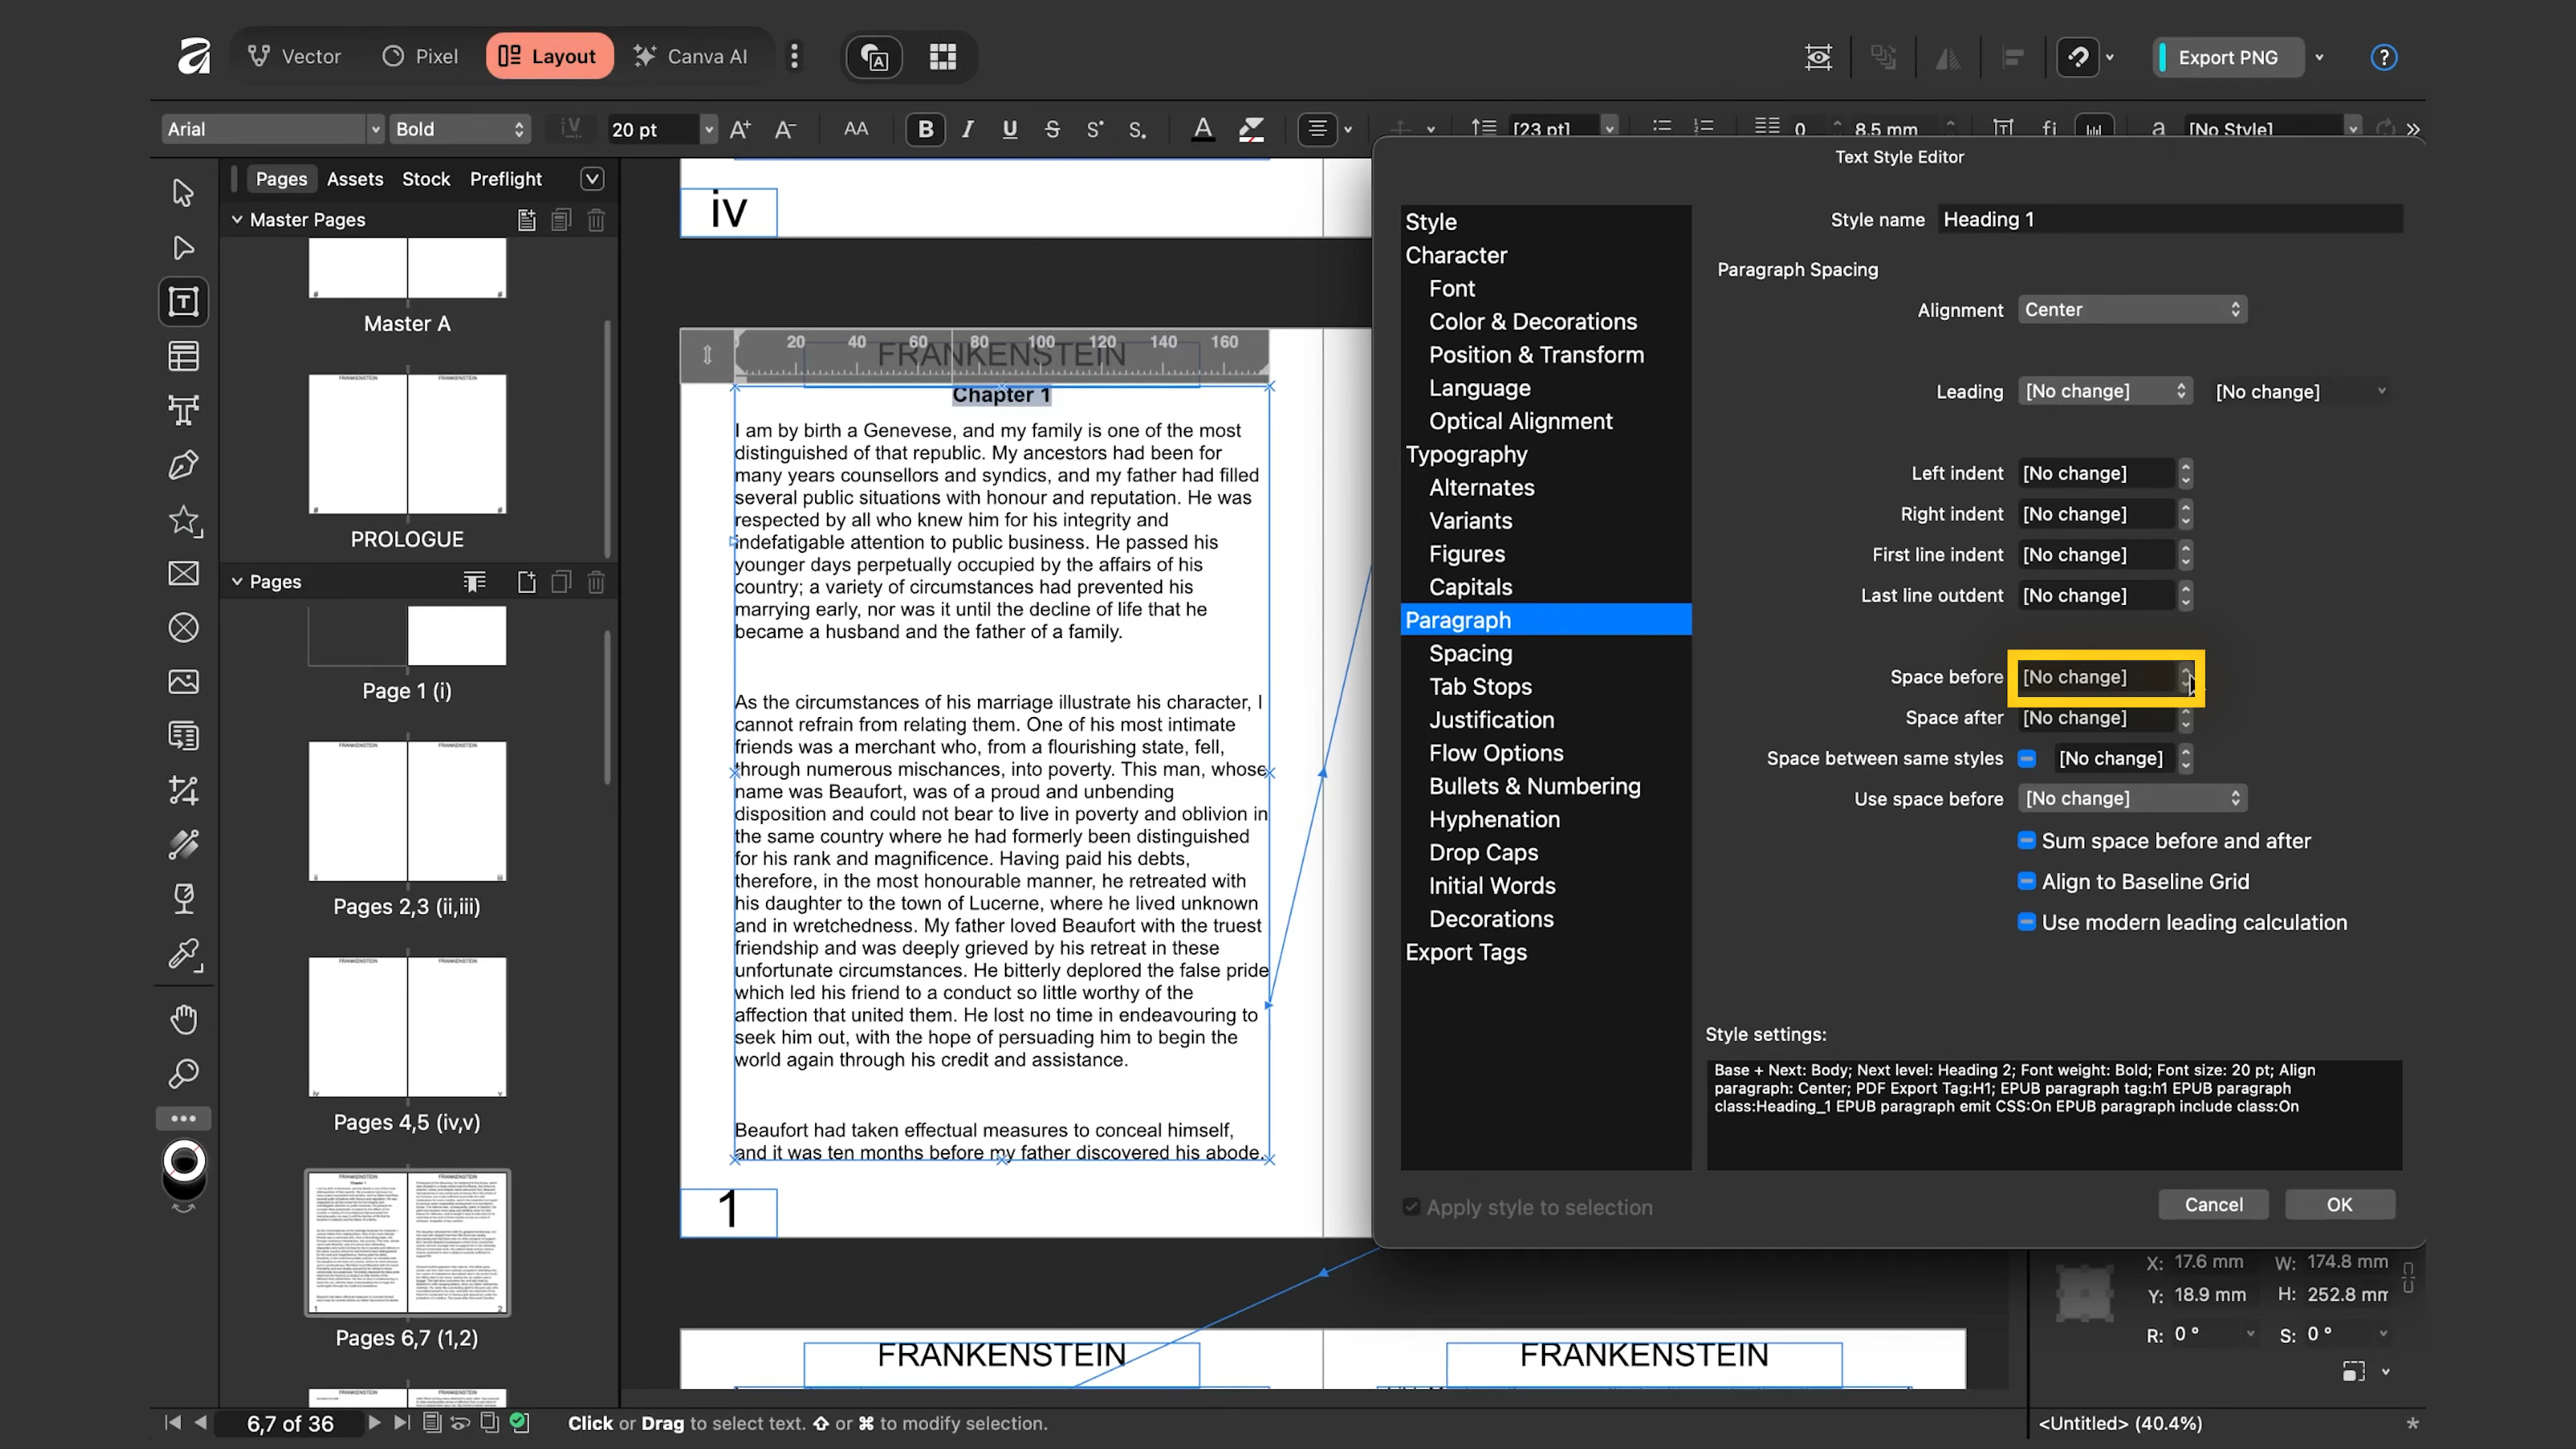 Vector
Pixel
Layout
Canva AI
Export PNG
?
Arial
Bold
20 pt
A+
A-
AA
B
I
U
S
S
S
A
[23 pt]
0
8.5 mm
fi
a
[No Style]
Pages
Assets
Stock
Preflight
Master Pages
Master A
FRANKENSTEIN
FRANKENSTEIN
PROLOGUE
Pages
Page 1 (i)
FRANKENSTEIN
FRANKENSTEIN
Pages 2,3 (ii,iii)
FRANKENSTEIN
FRANKENSTEIN
Pages 4,5 (iv,v)
FRANKENSTEIN
FRANKENSTEIN
Chapter 1
1
2
Pages 6,7 (1,2)
FRANKENSTEIN
FRANKENSTEIN
iv
20 40 60 80 100 120 140 160
FRANKENSTEIN
Chapter 1
I am by birth a Genevese, and my family is one of the most
distinguished of that republic. My ancestors had been for
many years counsellors and syndics, and my father had filled
several public situations with honour and reputation. He was
respected by all who knew him for his integrity and
indefatigable attention to public business. He passed his
younger days perpetually occupied by the affairs of his
country; a variety of circumstances had prevented his
marrying early, nor was it until the decline of life that he
became a husband and the father of a family.
As the circumstances of his marriage illustrate his character, I
cannot refrain from relating them. One of his most intimate
friends was a merchant who, from a flourishing state, fell,
through numerous mischances, into poverty. This man, whose
name was Beaufort, was of a proud and unbending
disposition and could not bear to live in poverty and oblivion in
the same country where he had formerly been distinguished
for his rank and magnificence. Having paid his debts,
therefore, in the most honourable manner, he retreated with
his daughter to the town of Lucerne, where he lived unknown
and in wretchedness. My father loved Beaufort with the truest
friendship and was deeply grieved by his retreat in these
unfortunate circumstances. He bitterly deplored the false pride
which led his friend to a conduct so little worthy of the
affection that united them. He lost no time in endeavouring to
seek him out, with the hope of persuading him to begin the
world again through his credit and assistance.
Beaufort had taken effectual measures to conceal himself,
and it was ten months before my father discovered his abode.
1
FRANKENSTEIN
FRANKENSTEIN
Text Style Editor
Style
Character
Font
Color & Decorations
Position & Transform
Language
Optical Alignment
Typography
Alternates
Variants
Figures
Capitals
Paragraph
Spacing
Tab Stops
Justification
Flow Options
Bullets & Numbering
Hyphenation
Drop Caps
Initial Words
Decorations
Export Tags
Style name Heading 1
Paragraph Spacing
Alignment Center
Leading [No change] [No change]
Left indent [No change]
Right indent [No change]
First line indent [No change]
Last line outdent [No change]
Space before [No change]
Space after [No change]
Space between same styles [No change]
Use space before [No change]
Sum space before and after
Align to Baseline Grid
Use modern leading calculation
Style settings:
Base + Next: Body; Next level: Heading 2; Font weight: Bold; Font size: 20 pt; Align
paragraph: Center; PDF Export Tag:H1; EPUB paragraph tag:h1 EPUB paragraph
class:Heading_1 EPUB paragraph emit CSS:On EPUB paragraph include class:On
Apply style to selection
Cancel
OK
X: 17.6 mm W: 174.8 mm
Y: 18.9 mm H: 252.8 mm
R: 0 ° S: 0 °
6,7 of 36
Click or Drag to select text. ⇧ or ⌘ to modify selection.
<Untitled> (40.4%)
*